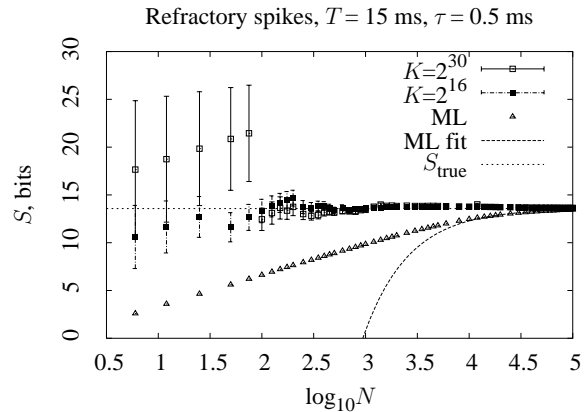 Refractory spikes, T = 15 ms, τ = 0.5 ms
30
25
20
15
10
5
0
S, bits
K=2^30
K=2^16
ML
ML fit
S_true
0.5 1 1.5 2 2.5 3 3.5 4 4.5 5
log₁₀N